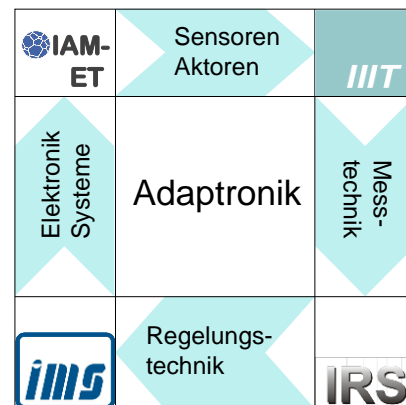 IAM-
ET
Sensoren
Aktoren
IIIT
Elektronik
Systeme
Adaptronik
Mess-
technik
ims
Regelungs-
technik
IRS